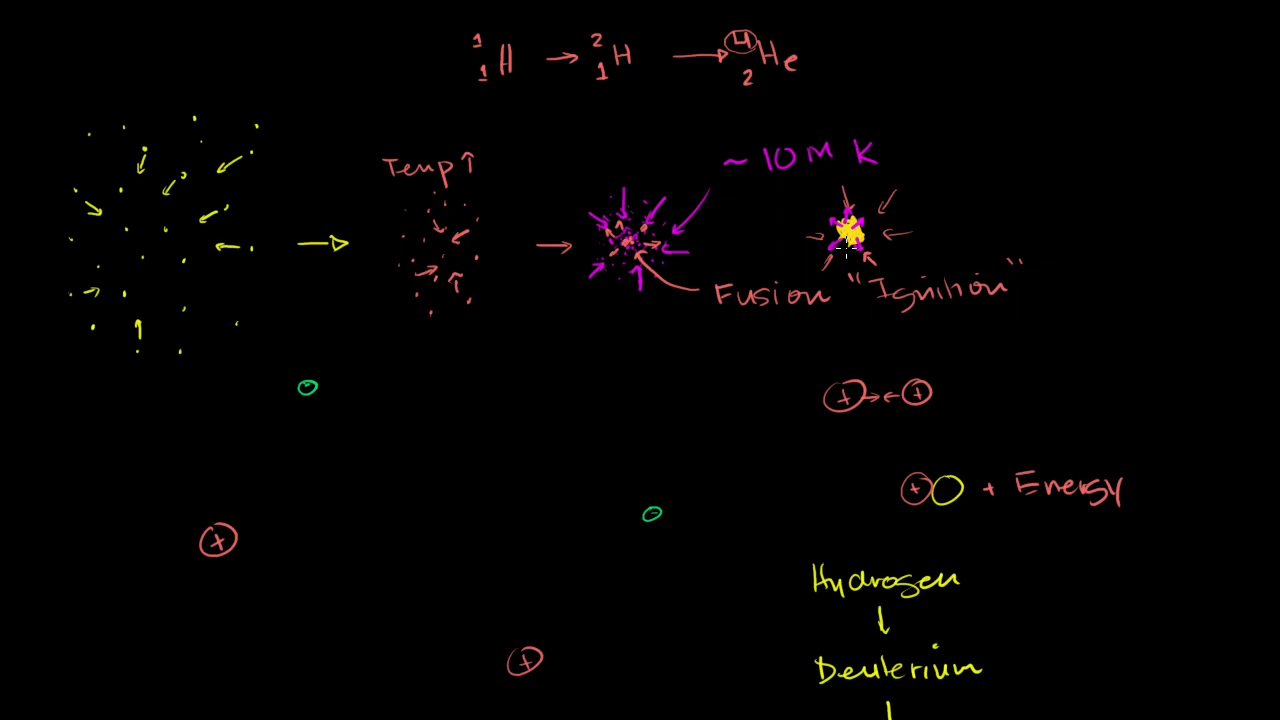 ¹₁H → ²₁H → ⁴₂He
Temp↑
~ 10 M K
Fusion "Ignition"
-
+ → ← +
+ + Energy
-
+
Hydrogen
↓
+
Deuterium
↓